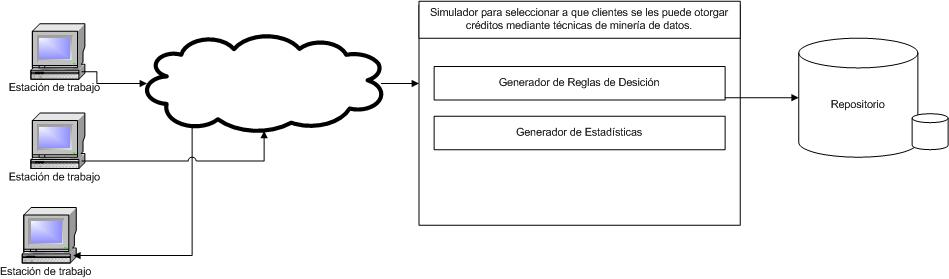 Simulador para seleccionar a que clientes se les puede otorgar
créditos mediante técnicas de minería de datos.
Estación de trabajo
Generador de Reglas de Desición
Repositorio
Generador de Estadísticas
Estación de trabajo
Estación de trabajo